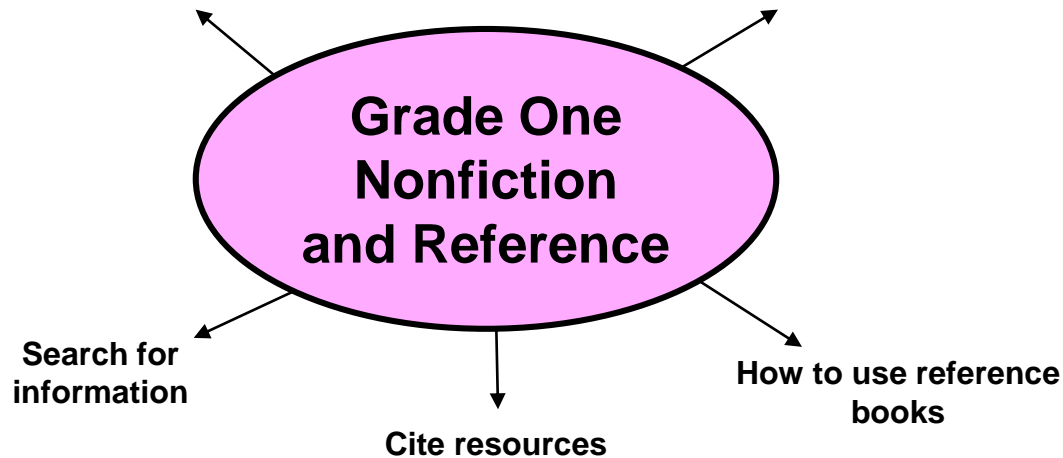 Grade One
Nonfiction
and Reference
Search for
information
How to use reference
books
Cite resources